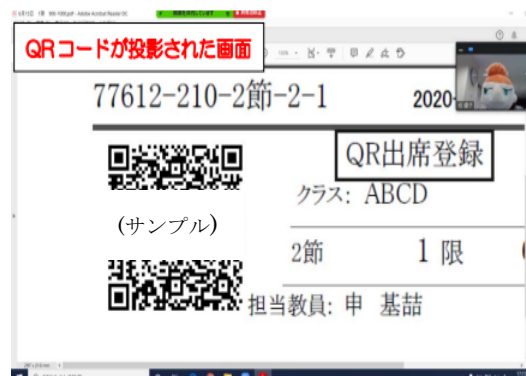 QRコードが投影された画面
77612-210-2節-2-1
2020-
QR出席登録
クラス: ABCD
(サンプル)
2節
1 限
担当教員: 申 基喆